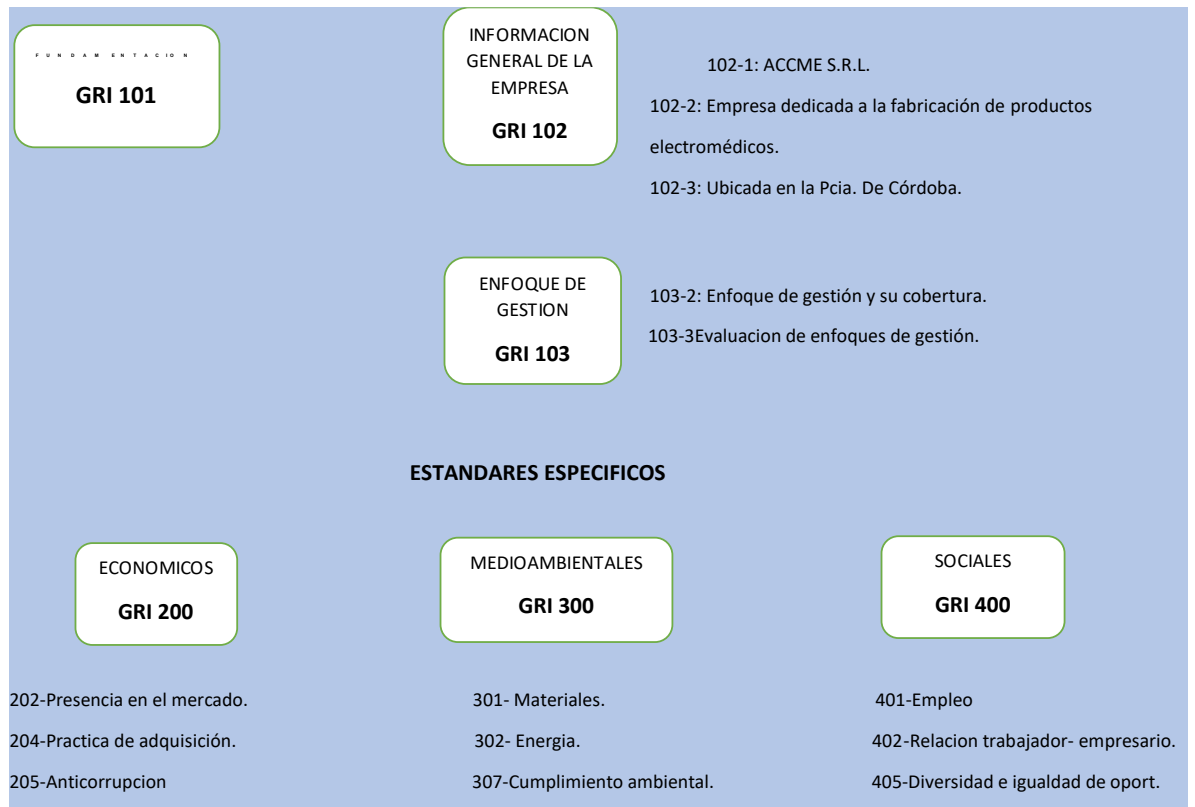 FUNDAMENTACION
GRI 101
INFORMACION
GENERAL DE LA
EMPRESA
GRI 102
102-1: ACCME S.R.L.
102-2: Empresa dedicada a la fabricación de productos
electromédicos.
102-3: Ubicada en la Pcia. De Córdoba.
ENFOQUE DE
GESTION
GRI 103
103-2: Enfoque de gestión y su cobertura.
103-3Evaluacion de enfoques de gestión.
ESTANDARES ESPECIFICOS
ECONOMICOS
GRI 200
MEDIOAMBIENTALES
GRI 300
SOCIALES
GRI 400
202-Presencia en el mercado.
204-Practica de adquisición.
205-Anticorrupcion
301- Materiales.
302- Energia.
307-Cumplimiento ambiental.
401-Empleo
402-Relacion trabajador- empresario.
405-Diversidad e igualdad de oport.